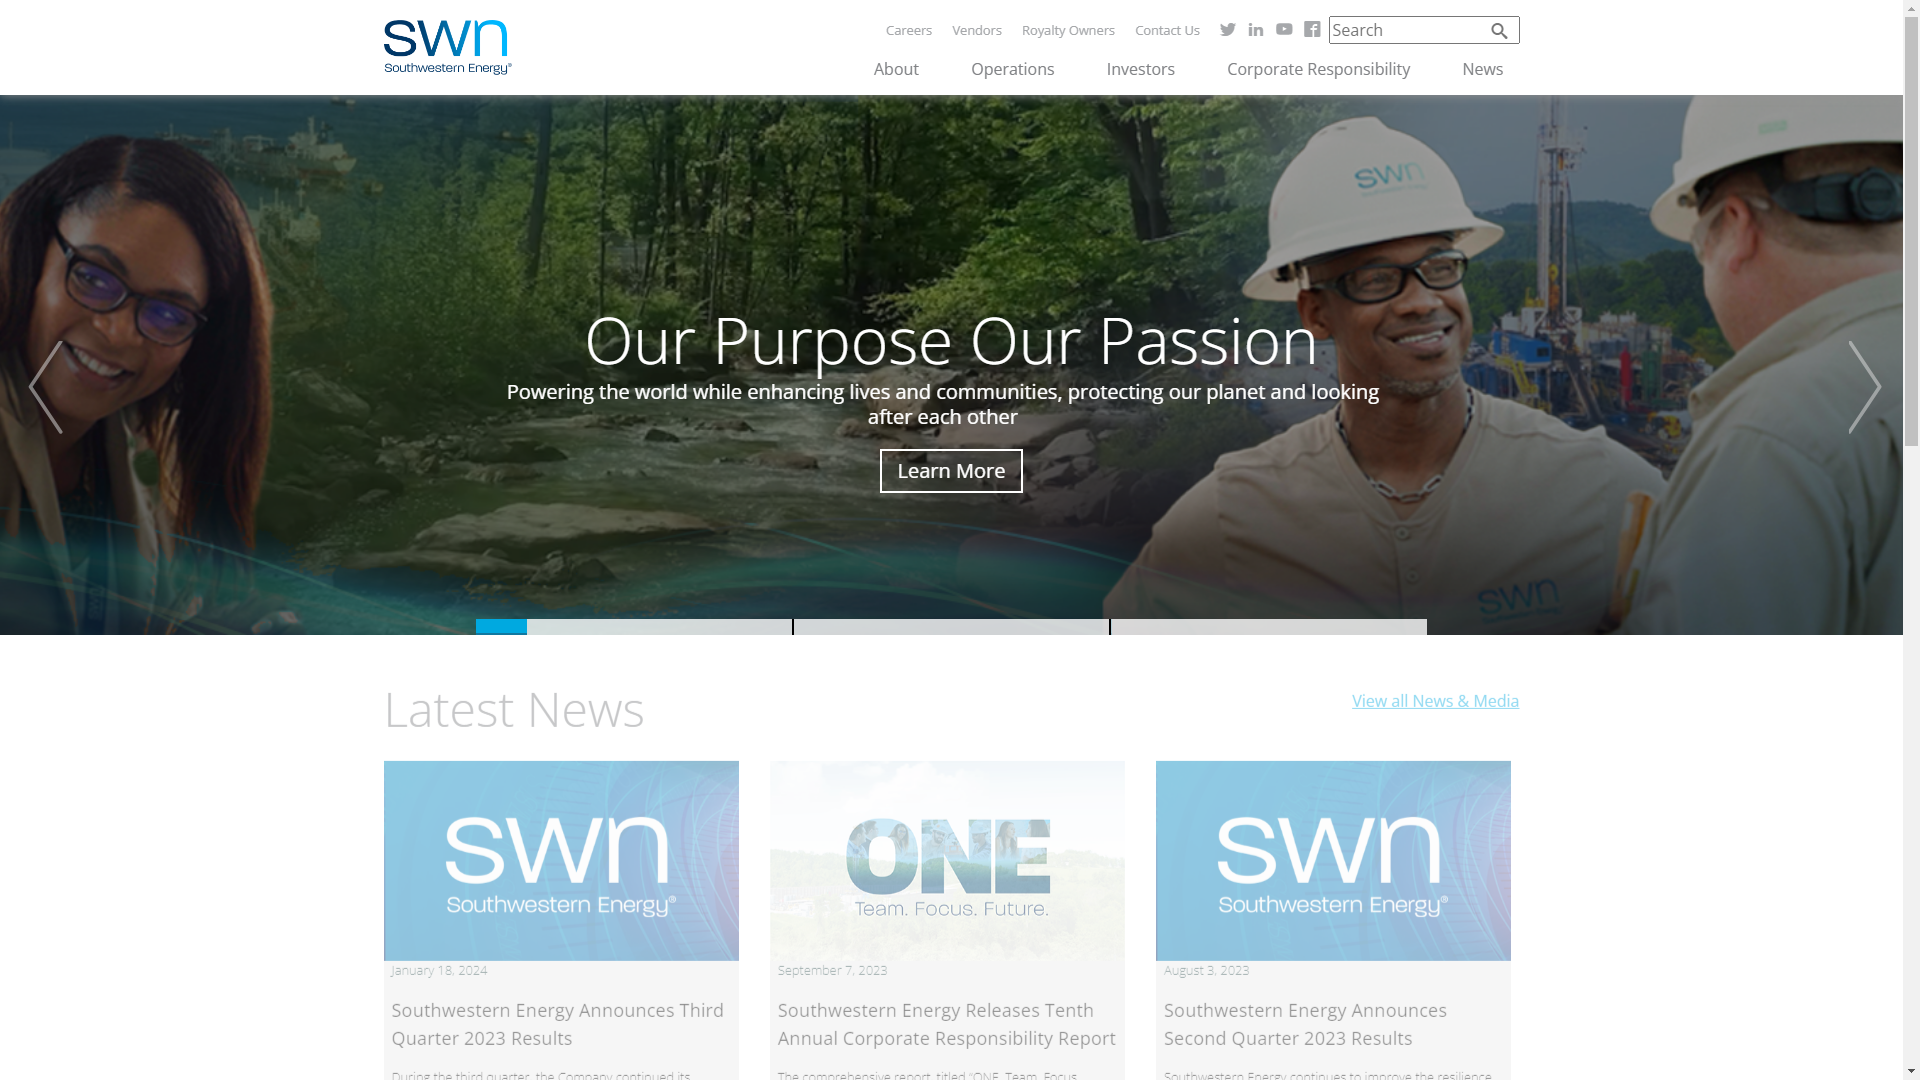 swn
Southwestern Energy®
Careers Vendors Royalty Owners Contact Us
Search
About Operations Investors Corporate Responsibility News
swn
Our Purpose Our Passion
Powering the world while enhancing lives and communities, protecting our planet and looking
after each other
Learn More
swn
Latest News
View all News & Media
swn
Southwestern Energy®
January 18, 2024
Southwestern Energy Announces Third
Quarter 2023 Results
During the third quarter, the Company continued its
ONE
Team. Focus. Future.
September 7, 2023
Southwestern Energy Releases Tenth
Annual Corporate Responsibility Report
The comprehensive report, titled “ONE. Team. Focus.
swn
Southwestern Energy®
August 3, 2023
Southwestern Energy Announces
Second Quarter 2023 Results
Southwestern Energy continues to improve the resilience